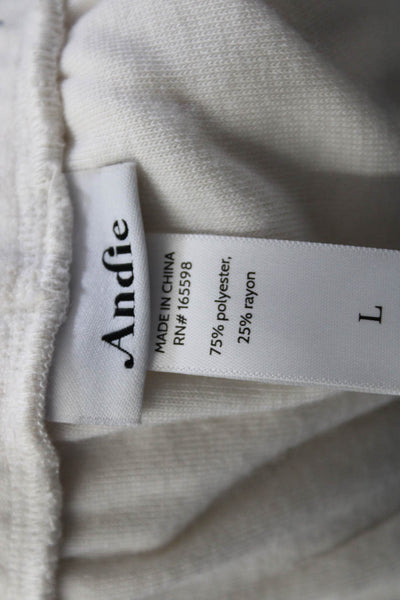 Andie
MADE IN CHINA
RN# 165598
75% polyester,
25% rayon
L